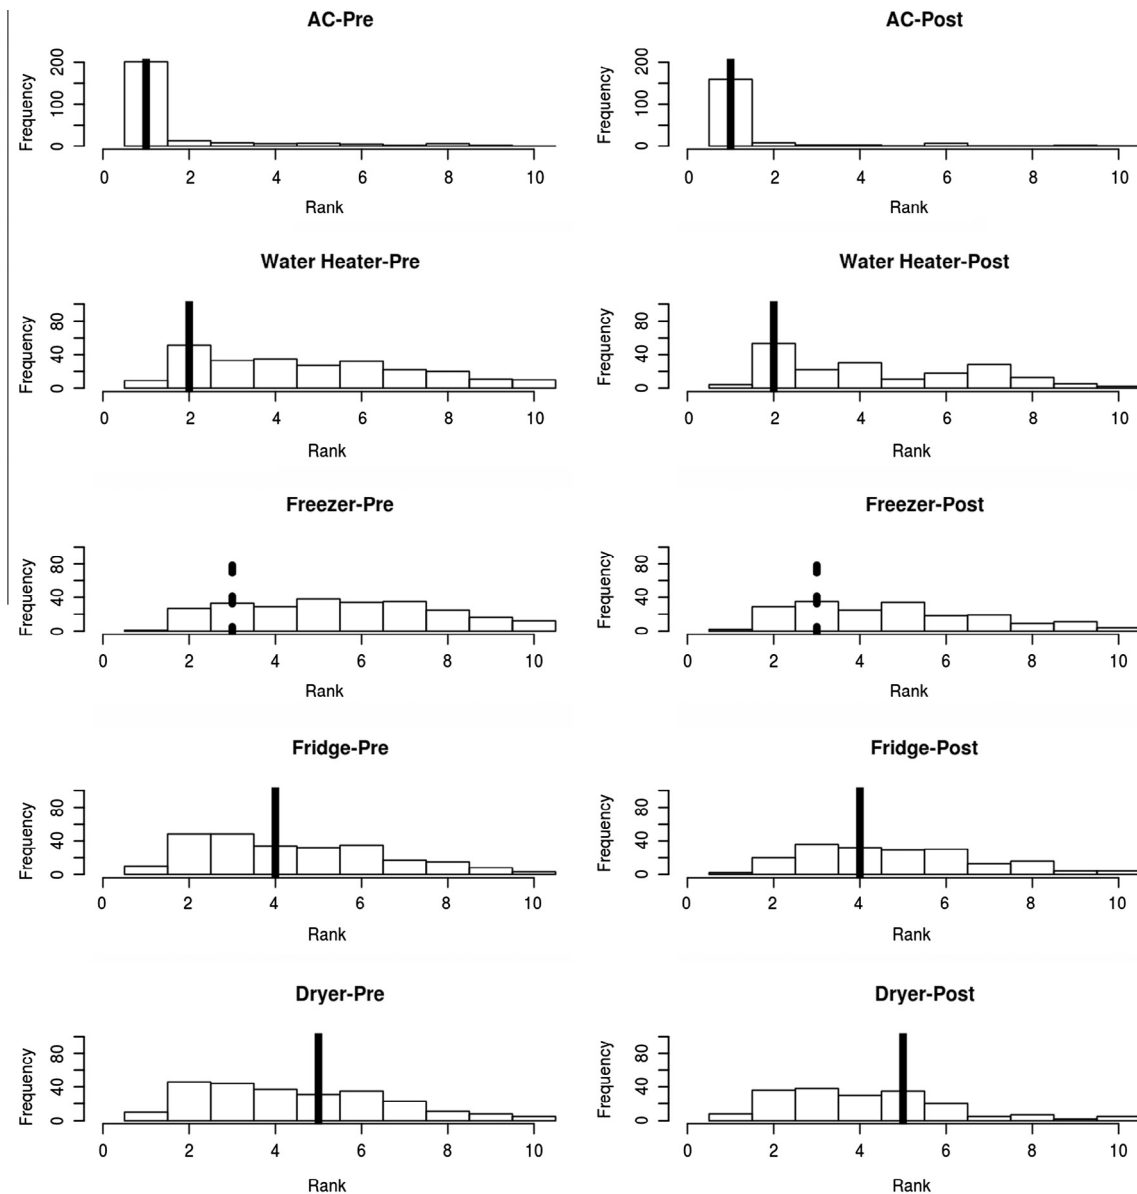 AC-Pre
Frequency
0 100 200
0 2 4 6 8 10
Rank
AC-Post
Frequency
0 100 200
0 2 4 6 8 10
Rank
Water Heater-Pre
Frequency
0 40 80
0 2 4 6 8 10
Rank
Water Heater-Post
Frequency
0 40 80
0 2 4 6 8 10
Rank
Freezer-Pre
Frequency
0 40 80
0 2 4 6 8 10
Rank
Freezer-Post
Frequency
0 40 80
0 2 4 6 8 10
Rank
Fridge-Pre
Frequency
0 40 80
0 2 4 6 8 10
Rank
Fridge-Post
Frequency
0 40 80
0 2 4 6 8 10
Rank
Dryer-Pre
Frequency
0 40 80
0 2 4 6 8 10
Rank
Dryer-Post
Frequency
0 40 80
0 2 4 6 8 10
Rank